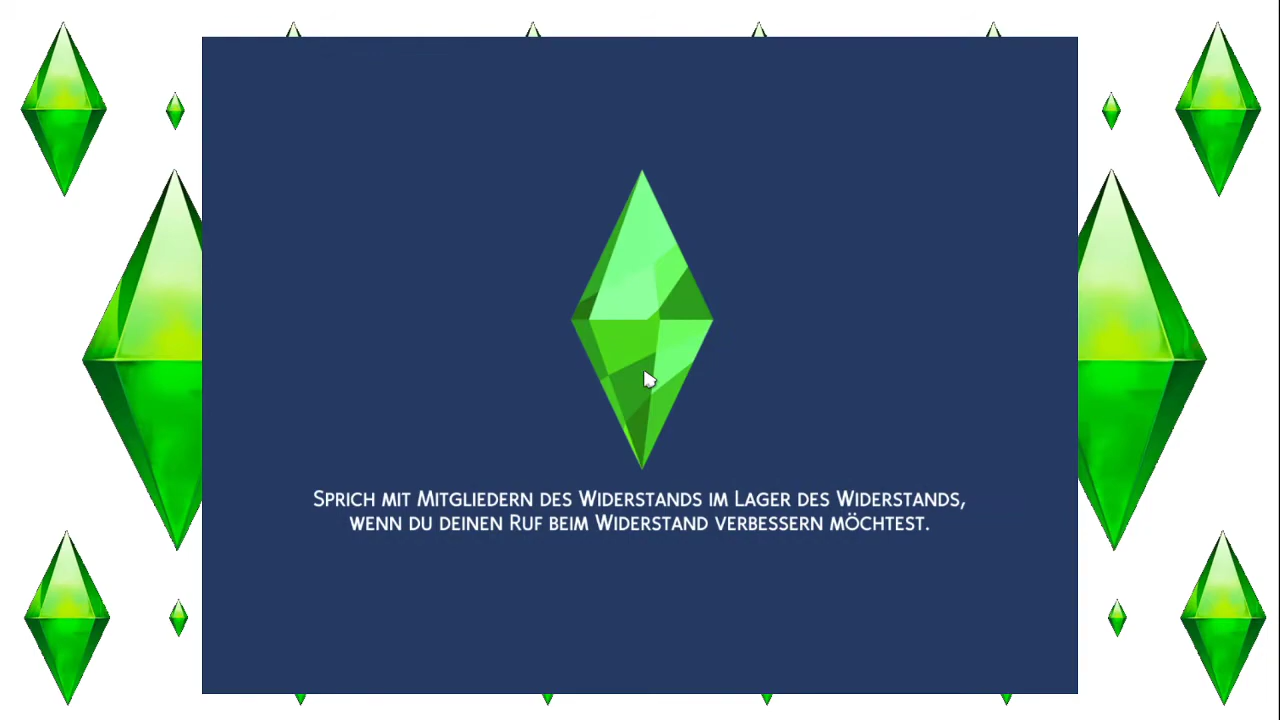 Sprich mit Mitgliedern des Widerstands im Lager des Widerstands,
wenn du deinen Ruf beim Widerstand verbessern möchtest.